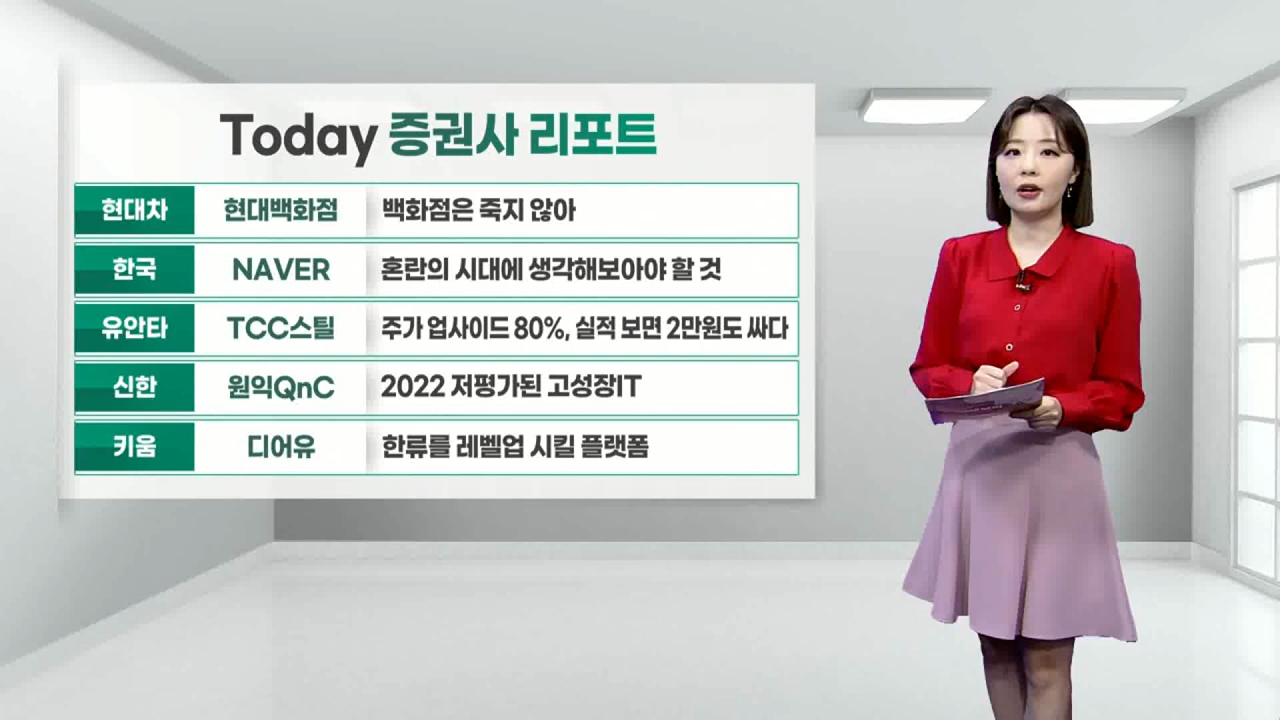 Today 증권사 리포트
현대차 현대백화점 백화점은 죽지 않아
한국 NAVER 혼란의 시대에 생각해보아야 할 것
유안타 TCC스틸 주가 업사이드 80%, 실적 보면 2만원도 싸다
신한 원익QnC 2022 저평가된 고성장IT
키움 디어유 한류를 레벨업 시킬 플랫폼